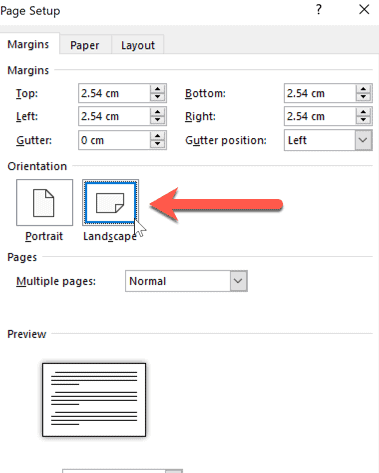 Page Setup ? ×
Margins Paper Layout
Margins
Top: 2.54 cm Bottom: 2.54 cm
Left: 2.54 cm Right: 2.54 cm
Gutter: 0 cm Gutter position: Left
Orientation
Portrait Landscape
Pages
Multiple pages: Normal
Preview